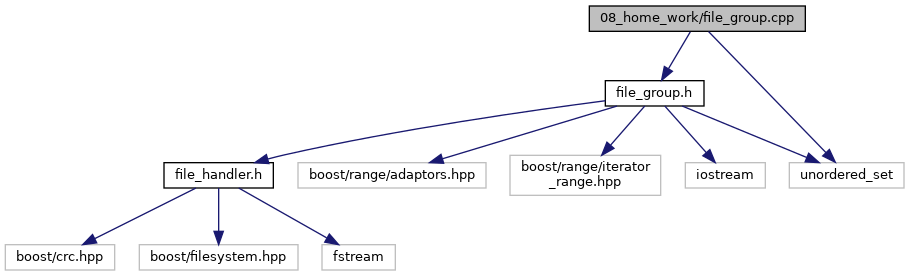 08_home_work/file_group.cpp
file_group.h
file_handler.h
boost/range/adaptors.hpp
boost/range/iterator
_range.hpp
iostream
unordered_set
boost/crc.hpp
boost/filesystem.hpp
fstream